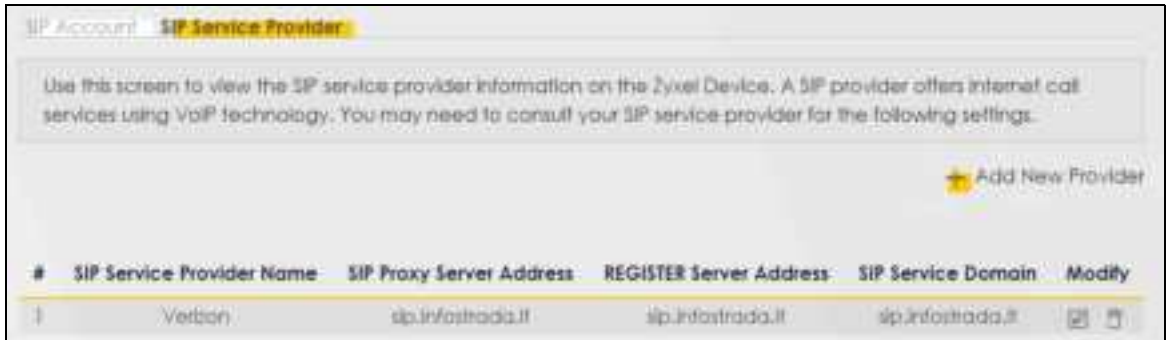 SIP Account SIP Service Provider
Use this screen to view the SIP service provider information on the Zyxel Device. A SIP provider offers internet call
services using VoIP technology. You may need to consult your SIP service provider for the following settings.
Add New Provider
# SIP Service Provider Name SIP Proxy Server Address REGISTER Server Address SIP Service Domain Modify
1 sip.infostrada.it sip.infostrada.it sip.infostrada.it